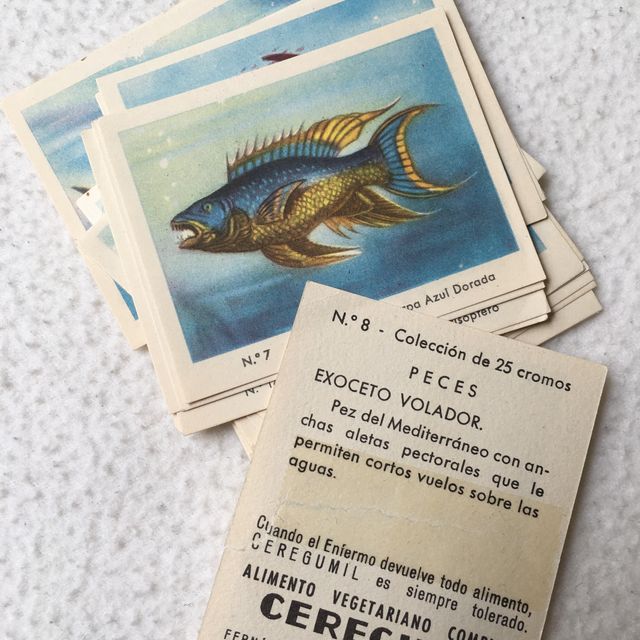 N.º 7
Azul Dorada
N.º 8 - Colección de 25 cromos
PECES
EXOCETO VOLADOR.
Pez del Mediterráneo con an-
chas aletas pectorales que le
permiten cortos vuelos sobre las
aguas.
Cuando el Enfermo devuelve todo alimento,
CEREGUMIL es siempre tolerado.
ALIMENTO VEGETARIANO